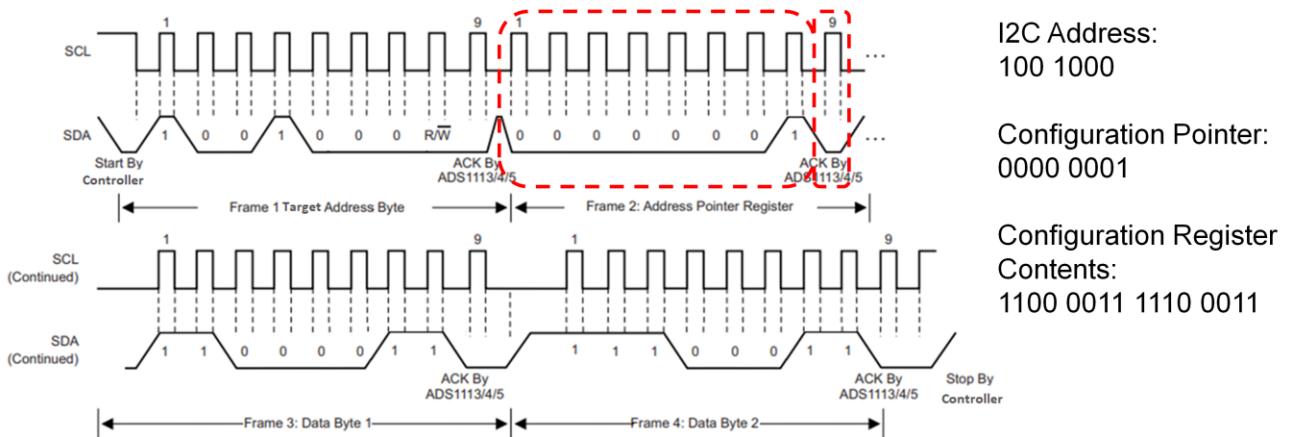 1 9 1 9
SCL ...
SDA 1 0 0 1 0 0 0 R/W 0 0 0 0 0 0 0 1 ...
Start By
Controller
ACK By
ADS1113/4/5
ACK By
ADS1113/4/5
Frame 1 Target Address Byte
Frame 2: Address Pointer Register
1 9 1 9
SCL
(Continued)
SDA
(Continued)
1 1 0 0 0 0 1 1 1 1 1 0 0 0 1 1
ACK By
ADS1113/4/5
ACK By
ADS1113/4/5
Stop By
Controller
Frame 3: Data Byte 1
Frame 4: Data Byte 2
I2C Address:
100 1000
Configuration Pointer:
0000 0001
Configuration Register
Contents:
1100 0011 1110 0011